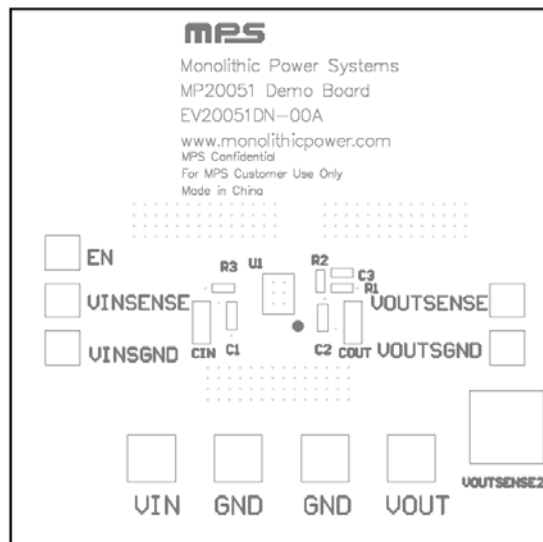 mps
Monolithic Power Systems
MP20051 Demo Board
EV20051DN-00A
www.monolithicpower.com
MPS Confidential
For MPS Customer Use Only
Made in China
EN
R3
U1
R2
C3
R1
VINSENSE
VOUTSENSE
VINSGND
CIN
C1
C2
COUT
VOUTSGND
VOUTSENSE2
VIN
GND
GND
VOUT